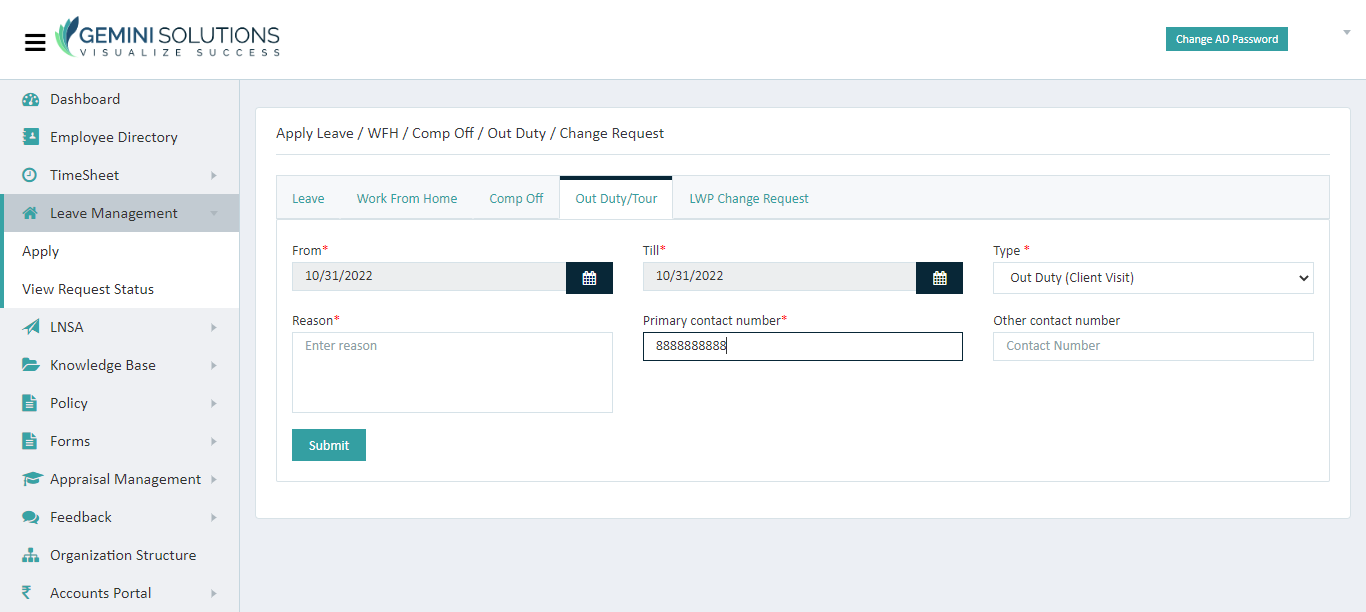 GEMINI SOLUTIONS
VISUALIZE SUCCESS
Change AD Password
Dashboard
Employee Directory
TimeSheet
Leave Management
Apply
View Request Status
LNSA
Knowledge Base
Policy
Forms
Appraisal Management
Feedback
Organization Structure
Accounts Portal
Apply Leave / WFH / Comp Off / Out Duty / Change Request
Leave Work From Home Comp Off Out Duty/Tour LWP Change Request
From* Till* Type *
10/31/2022 10/31/2022 Out Duty (Client Visit)
Reason* Primary contact number* Other contact number
Enter reason 8888888888 Contact Number
Submit